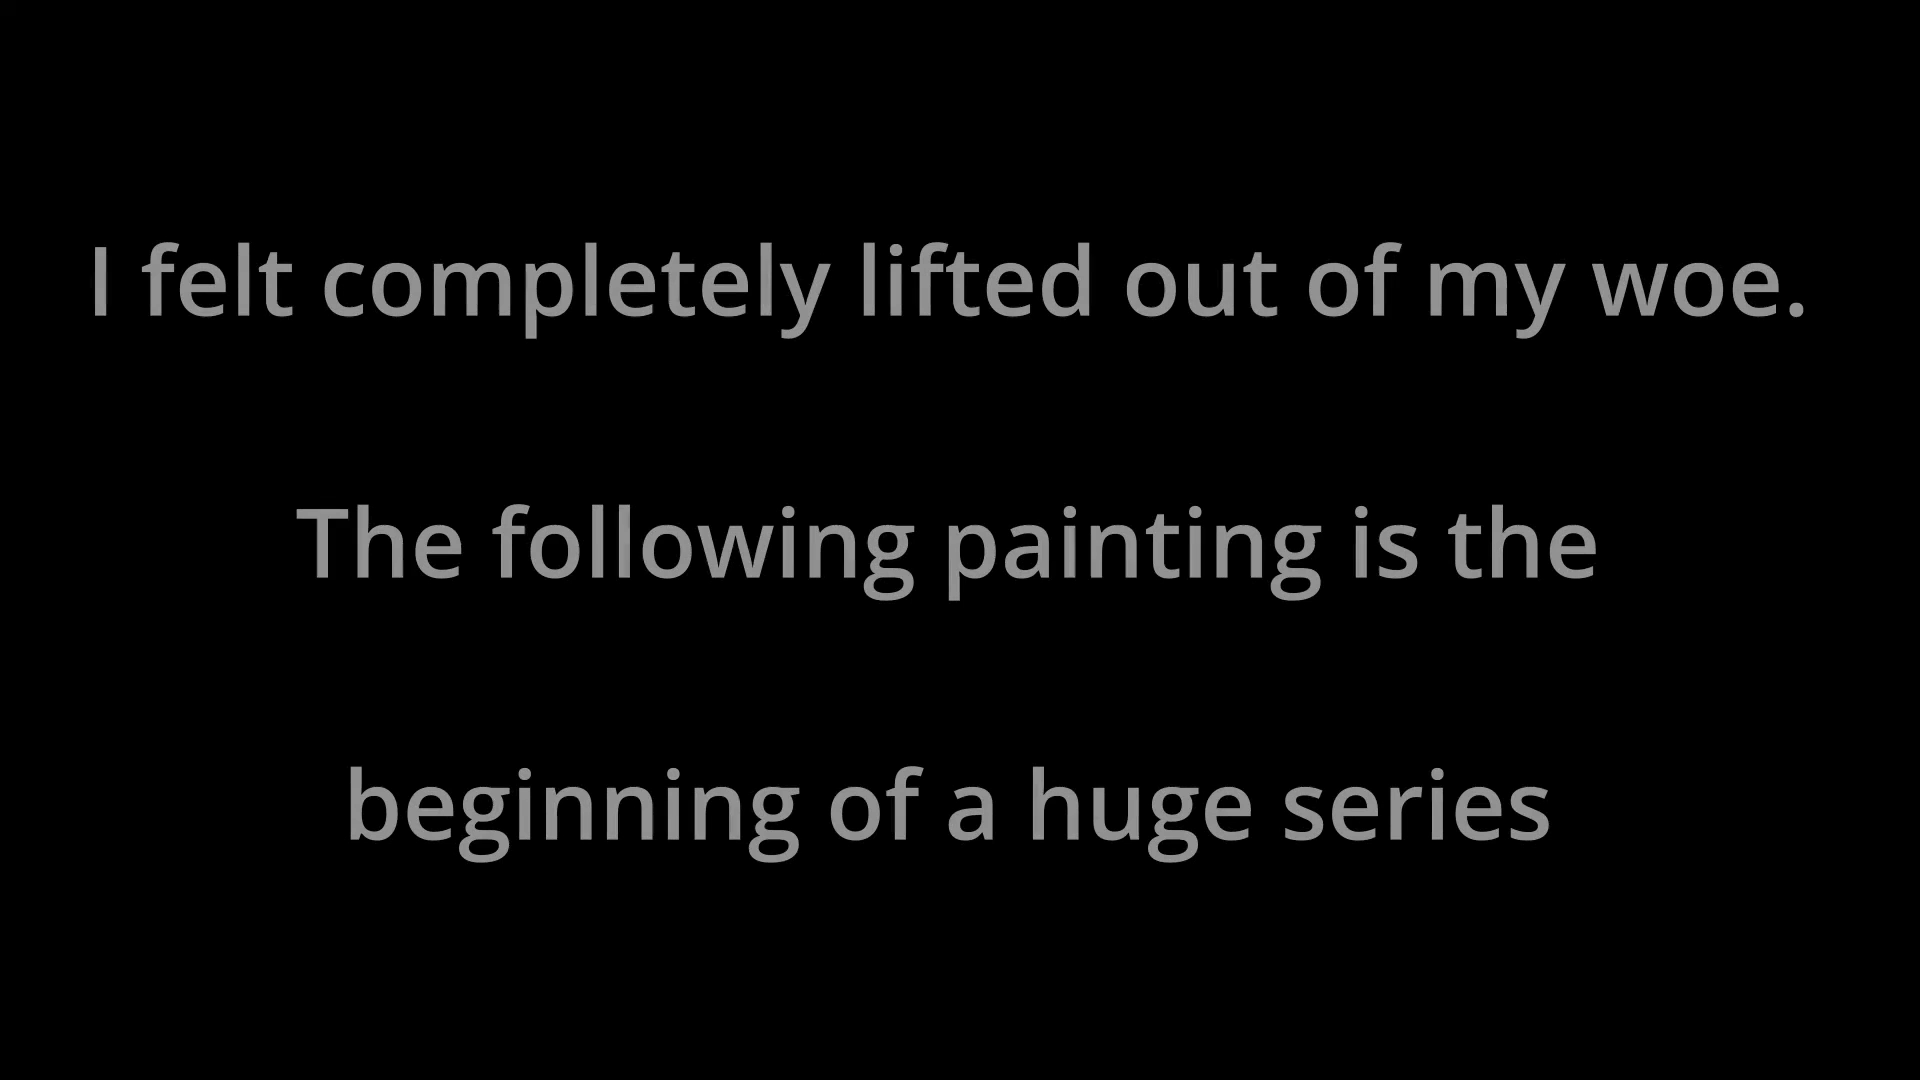 I felt completely lifted out of my woe.
The following painting is the
beginning of a huge series